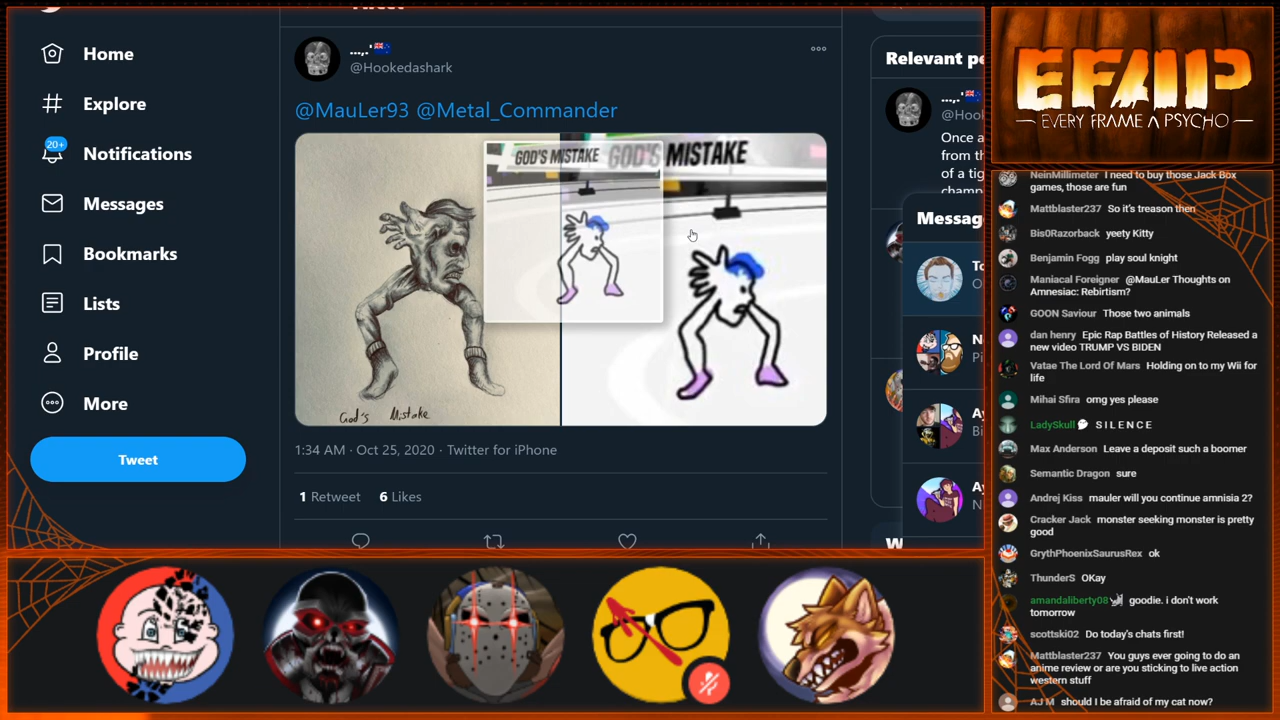 Tweet
Home
Explore
20+
Notifications
Messages
Bookmarks
Lists
Profile
More
Tweet
...,.'
@Hookedashark
@MauLer93 @Metal_Commander
GOD'S MISTAKE
GOD'S MISTAKE
God's Mistake
1:34 AM · Oct 25, 2020 · Twitter for iPhone
1 Retweet 6 Likes
Relevant pe
...,.'
@Hoo
Once a
from th
of a tig
champ
Messag
To
O
N
Pi
Ay
Bi
Ay
N
W
EFAP
EVERY FRAME A PSYCHO
NeinMillimeter I need to buy those Jack Box
games, those are fun
Mattblaster237 So it's treason then
Bis0Razorback yeety Kitty
Benjamin Fogg play soul knight
Maniacal Foreigner @MauLer Thoughts on
Amnesiac: Rebirtism?
GOON Saviour Those two animals
dan henry Epic Rap Battles of History Released a
new video TRUMP VS BIDEN
Vatae The Lord Of Mars Holding on to my Wii for
life
Mihai Sfira omg yes please
LadySkull S I L E N C E
Max Anderson Leave a deposit such a boomer
Semantic Dragon sure
Andrej Kiss mauler will you continue amnisia 2?
Cracker Jack monster seeking monster is pretty
good
GrythPhoenixSaurusRex ok
ThunderS OKay
amandaliberty08 goodie. i don't work
tomorrow
scottski02 Do today's chats first!
Mattblaster237 You guys ever going to do an
anime review or are you sticking to live action
western stuff
AJ M should I be afraid of my cat now?